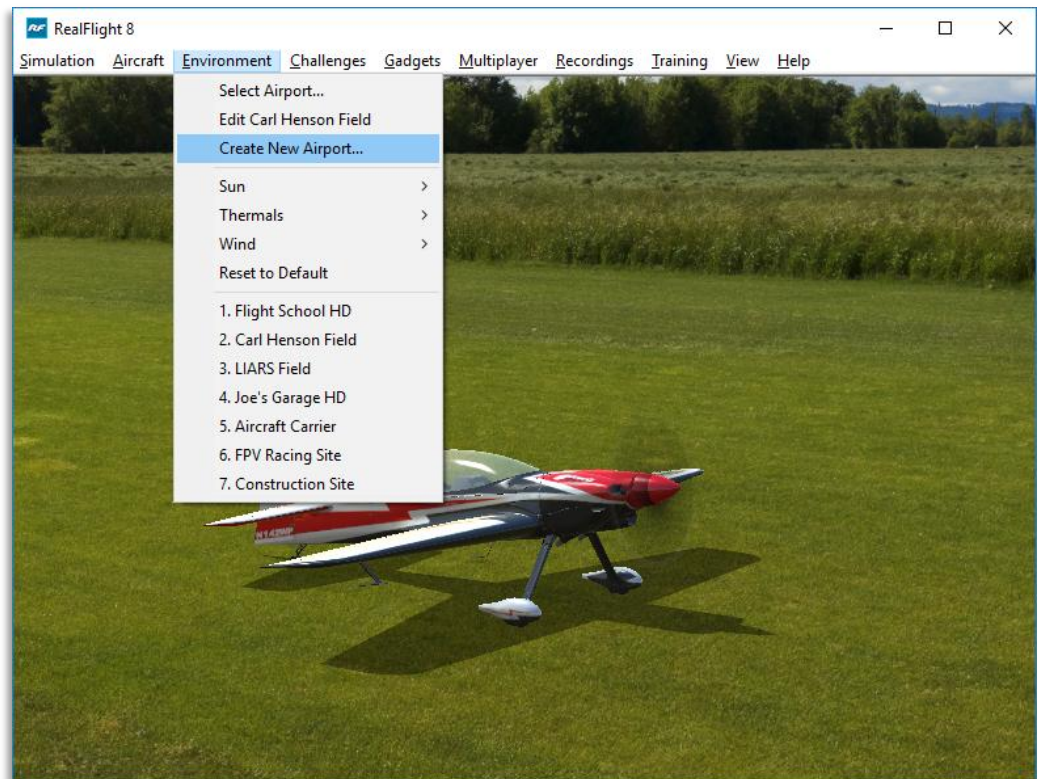 RF RealFlight 8
Simulation Aircraft Environment Challenges Gadgets Multiplayer Recordings Training View Help
Select Airport...
Edit Carl Henson Field
Create New Airport...
Sun
Thermals
Wind
Reset to Default
1. Flight School HD
2. Carl Henson Field
3. LIARS Field
4. Joe's Garage HD
5. Aircraft Carrier
6. FPV Racing Site
7. Construction Site